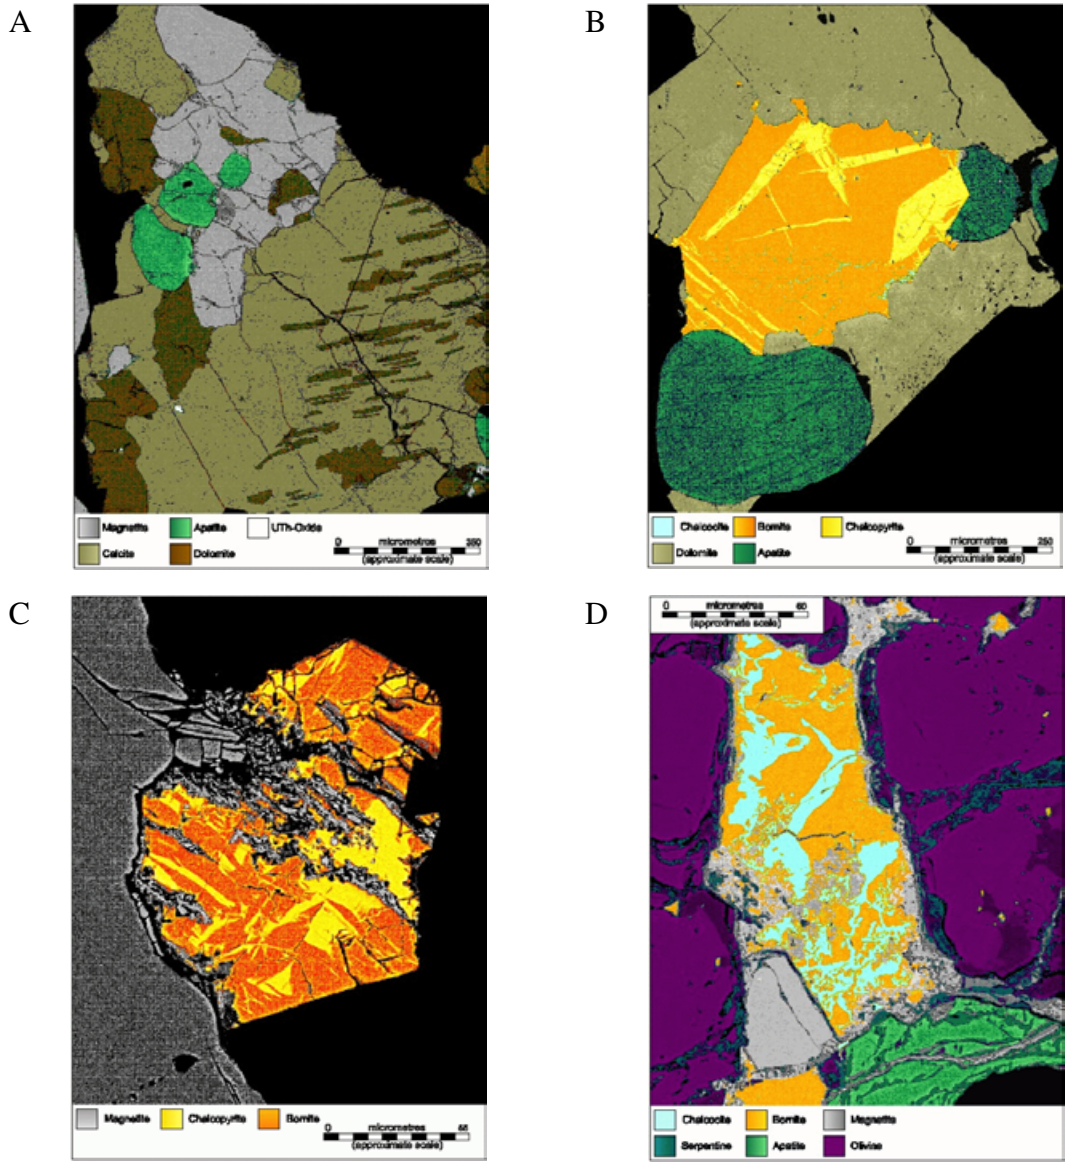 A
B
Magnetite Apatite UTh-Oxide
Calcite Dolomite
0 micrometres 350
(approximate scale)
Chalcocite Bornite Chalcopyrite
Dolomite Apatite
0 micrometres 250
(approximate scale)
C
D
0 micrometres 60
(approximate scale)
Magnetite Chalcopyrite Bornite
0 micrometres
(approximate scale)
Chalcocite Bornite Magnetite
Serpentine Apatite Olivine